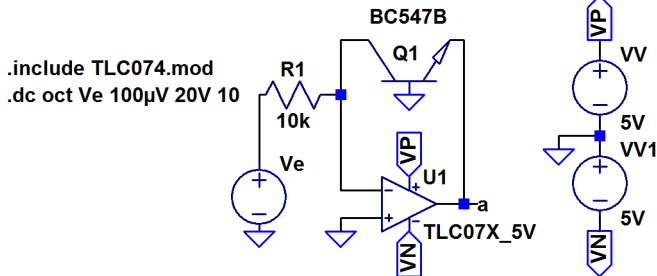 BC547B
VP
VV
Q1
.include TLC074.mod
R1
.dc oct Ve 100µV 20V 10
10k
5V
VV1
VP
Ve
U1
a
TLC07X_5V
5V
VN
VN